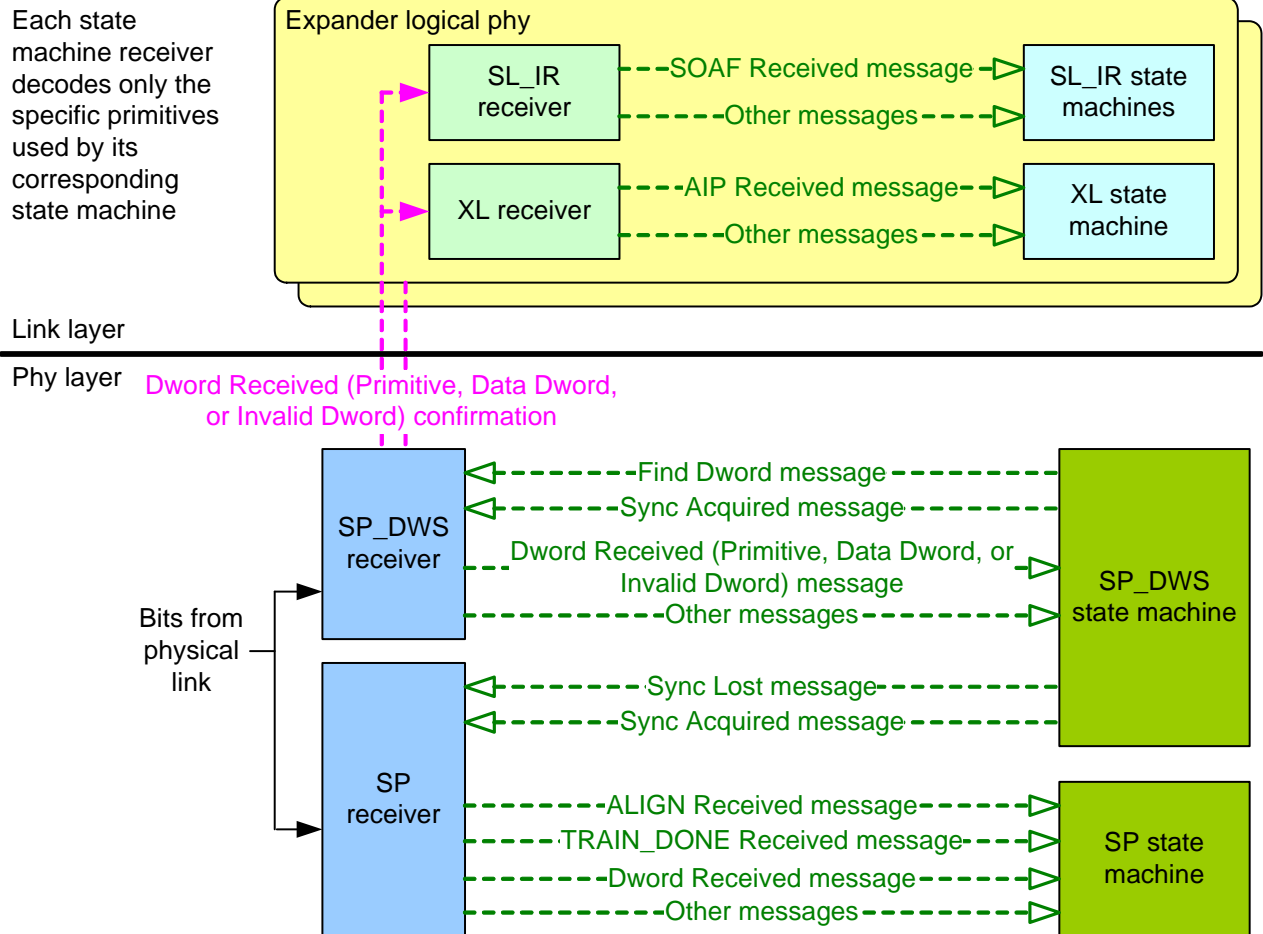 Each state
machine receiver
decodes only the
specific primitives
used by its
corresponding
state machine
Expander logical phy
SL_IR
receiver
SOAF Received message
Other messages
SL_IR state
machines
XL receiver
AIP Received message
Other messages
XL state
machine
Link layer
Phy layer
Dword Received (Primitive, Data Dword,
or Invalid Dword) confirmation
Bits from
physical
link
SP_DWS
receiver
Find Dword message
Sync Acquired message
Dword Received (Primitive, Data Dword, or
Invalid Dword) message
Other messages
SP_DWS
state machine
Sync Lost message
Sync Acquired message
SP
receiver
ALIGN Received message
TRAIN_DONE Received message
Dword Received message
Other messages
SP state
machine